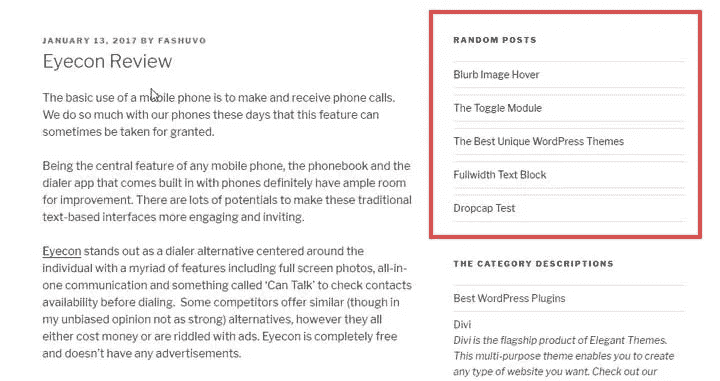 JANUARY 13, 2017 BY FASHUVO
Eyecon Review
The basic use of a mobile phone is to make and receive phone calls.
We do so much with our phones these days that this feature can
sometimes be taken for granted.
Being the central feature of any mobile phone, the phonebook and the
dialer app that comes built in with phones definitely have ample room
for improvement. There are lots of potentials to make these traditional
text-based interfaces more engaging and inviting.
Eyecon stands out as a dialer alternative centered around the
individual with a myriad of features including full screen photos, all-in-
one communication and something called ‘Can Talk’ to check contacts
availability before dialing. Some competitors offer similar (though in
my unbiased opinion not as strong) alternatives, however they all
either cost money or are riddled with ads. Eyecon is completely free
and doesn’t have any advertisements.
RANDOM POSTS
Blurb Image Hover
The Toggle Module
The Best Unique WordPress Themes
Fullwidth Text Block
Dropcap Test
THE CATEGORY DESCRIPTIONS
Best WordPress Plugins
Divi
Divi is the flagship product of Elegant Themes.
This multi-purpose theme enables you to create
any type of website you want. Check out our